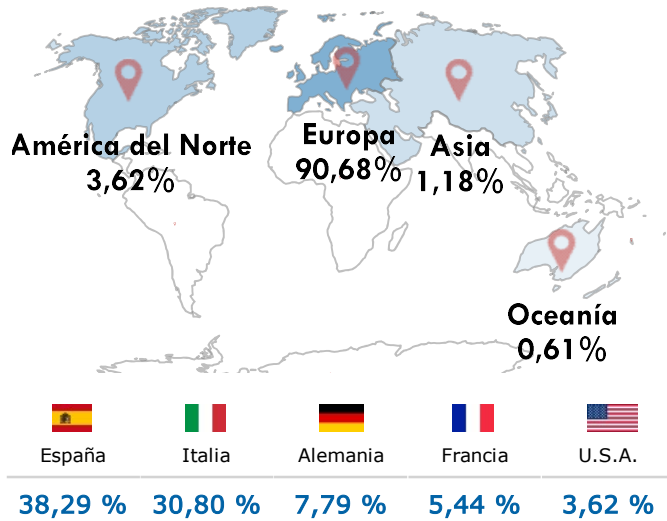 América del Norte
3,62%
Europa
90,68%
Asia
1,18%
Oceanía
0,61%
España Italia Alemania Francia U.S.A.
38,29 % 30,80 % 7,79 % 5,44 % 3,62 %